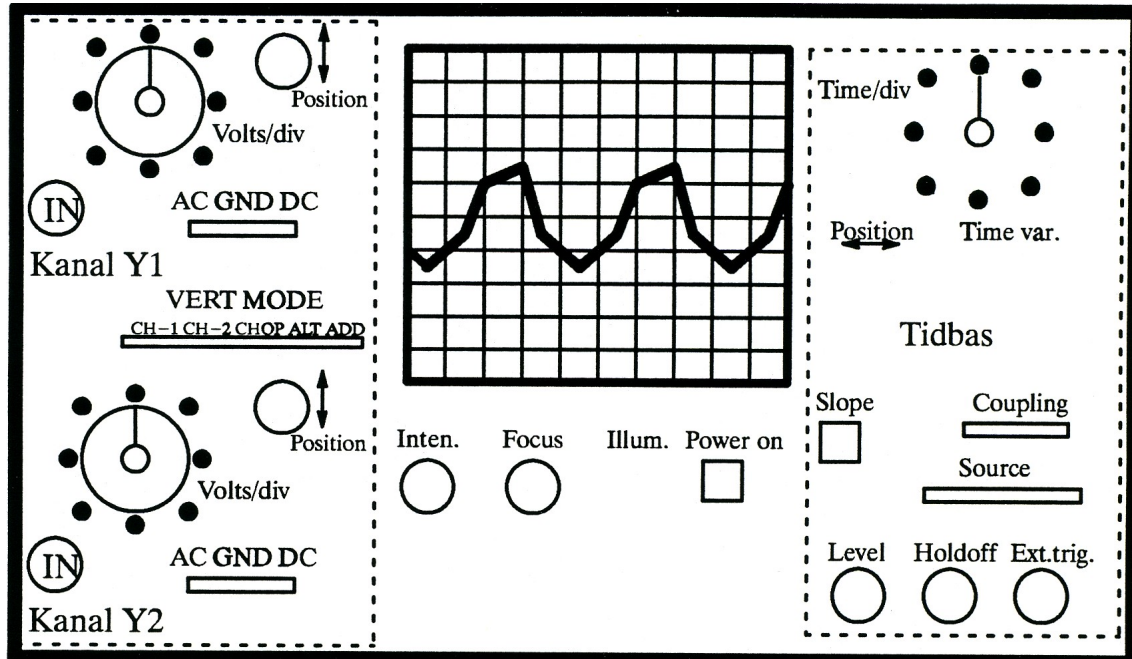 Position
Volts/div
IN
AC GND DC
Kanal Y1
VERT MODE
CH-1 CH-2 CHOP ALT ADD
Position
Volts/div
IN
AC GND DC
Kanal Y2
Inten.
Focus
Illum.
Power on
Time/div
Position
Time var.
Tidbas
Slope
Coupling
Source
Level
Holdoff
Ext.trig.